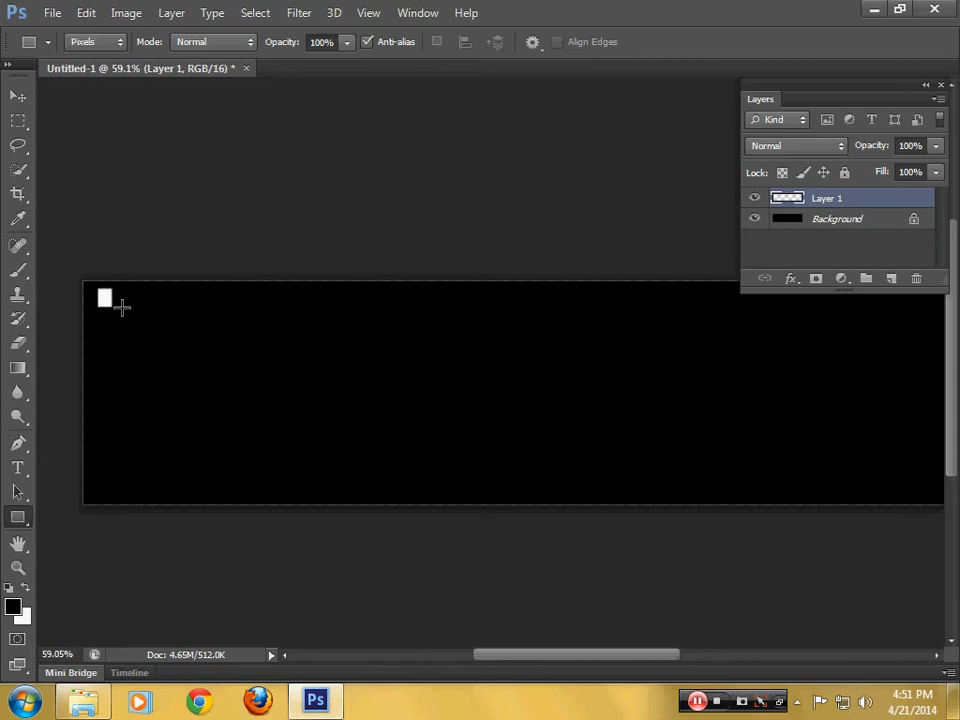 Ps File Edit Image Layer Type Select Filter 3D View Window Help
Pixels Mode: Normal Opacity: 100% Anti-alias Align Edges
Untitled-1 @ 59.1% (Layer 1, RGB/16) *
Layers
Kind
Normal Opacity: 100%
Lock: Fill: 100%
Layer 1
Background
59.05% Doc: 4.65M/512.0K
Mini Bridge Timeline
Ps
4:51 PM
4/21/2014